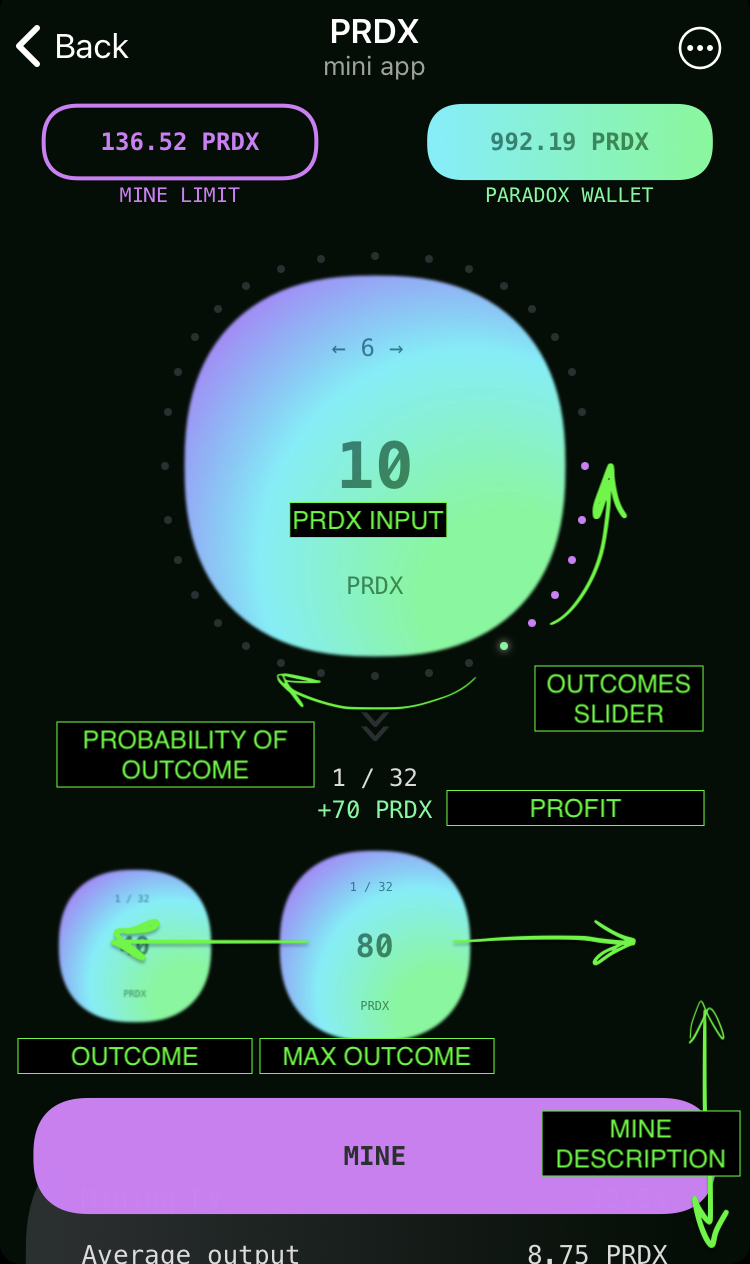 Back
PRDX
mini app
136.52 PRDX
MINE LIMIT
992.19 PRDX
PARADOX WALLET
← 6 →
10
PRDX INPUT
PRDX
OUTCOMES
SLIDER
PROBABILITY OF
OUTCOME
1 / 32
+70 PRDX
PROFIT
1 / 32
PRDX
1 / 32
80
PRDX
OUTCOME
MAX OUTCOME
MINE
MINE
DESCRIPTION
Average output
8.75 PRDX